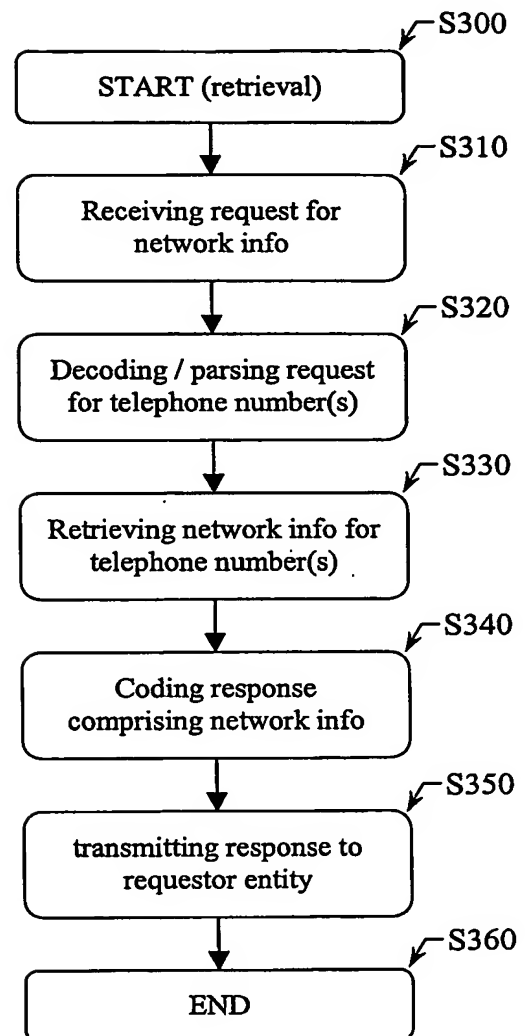 S300
START (retrieval)
S310
Receiving request for
network info
S320
Decoding / parsing request
for telephone number(s)
S330
Retrieving network info for
telephone number(s)
S340
Coding response
comprising network info
S350
transmitting response to
requestor entity
S360
END